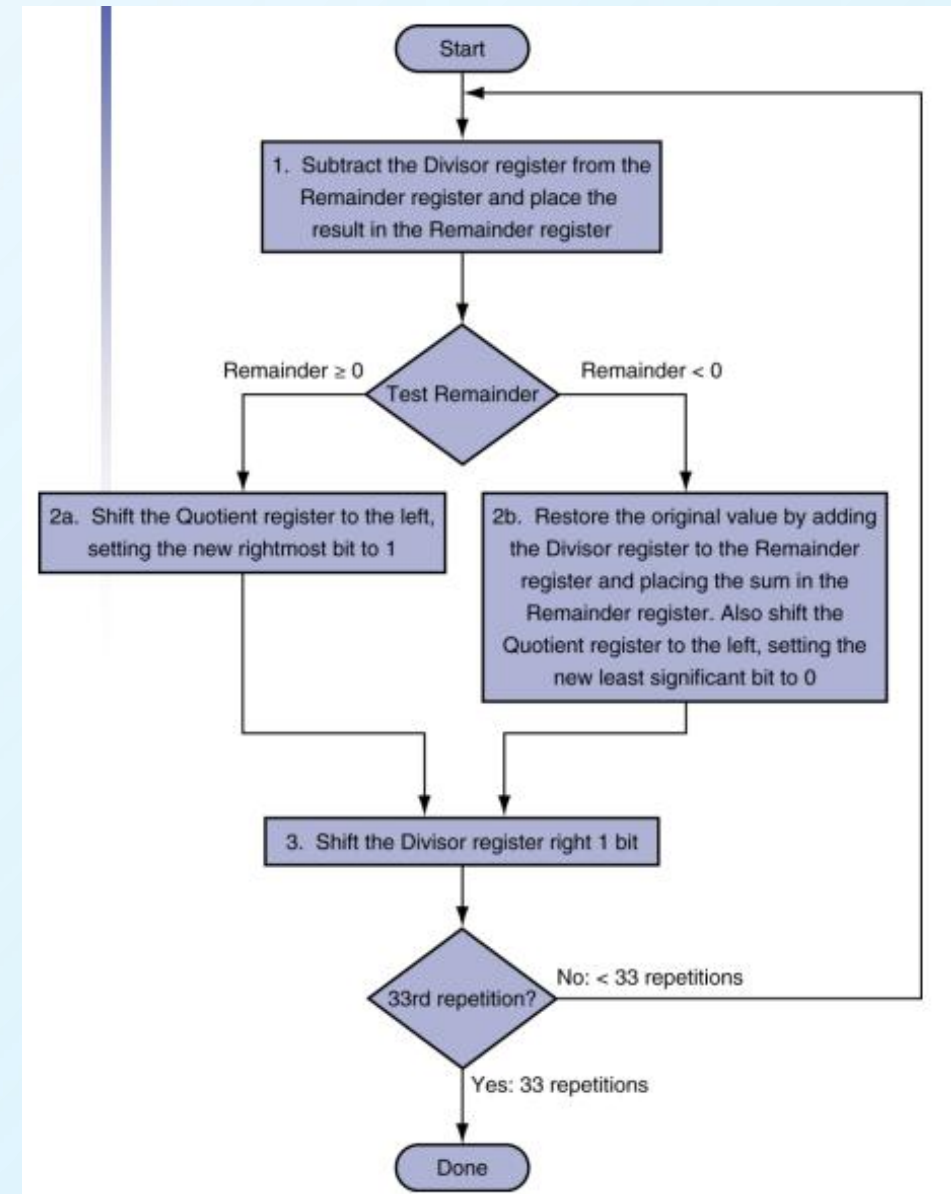 Start
1. Subtract the Divisor register from the
Remainder register and place the
result in the Remainder register
Remainder ≥ 0
Test Remainder
Remainder < 0
2a. Shift the Quotient register to the left,
setting the new rightmost bit to 1
2b. Restore the original value by adding
the Divisor register to the Remainder
register and placing the sum in the
Remainder register. Also shift the
Quotient register to the left, setting the
new least significant bit to 0
3. Shift the Divisor register right 1 bit
33rd repetition?
No: < 33 repetitions
Yes: 33 repetitions
Done